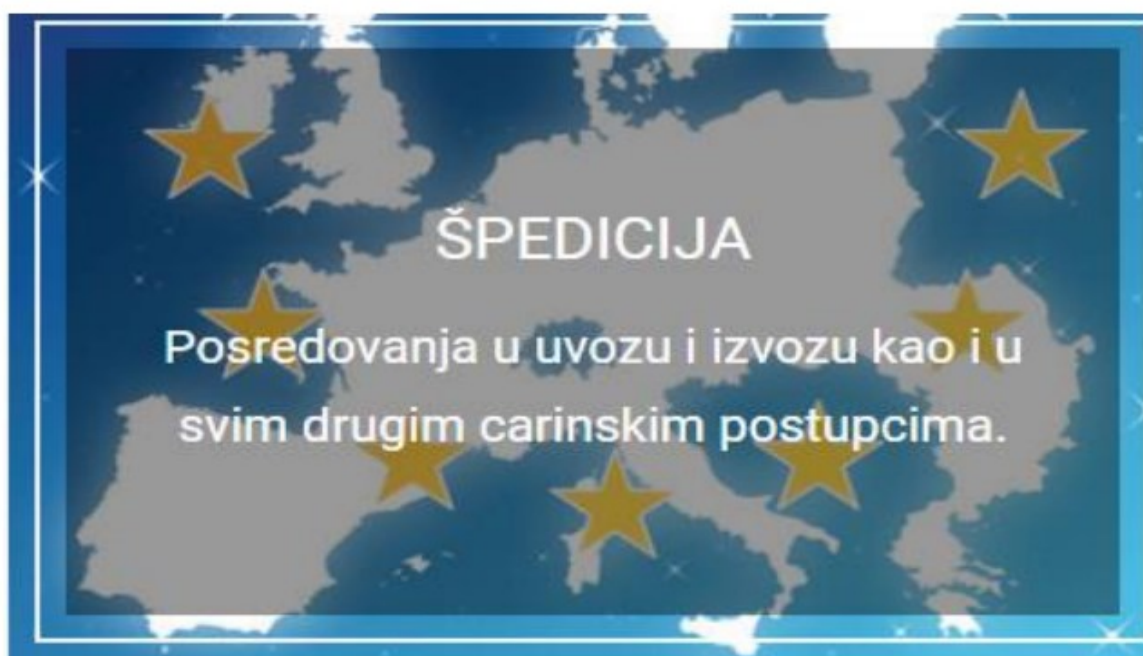 ŠPEDICIJA
Posredovanja u uvozu i izvozu kao i u
svim drugim carinskim postupcima.